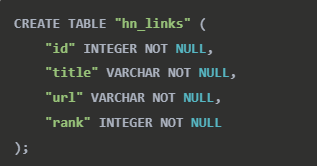 CREATE TABLE "hn_links" (
    "id" INTEGER NOT NULL,
    "title" VARCHAR NOT NULL,
    "url" VARCHAR NOT NULL,
    "rank" INTEGER NOT NULL
);